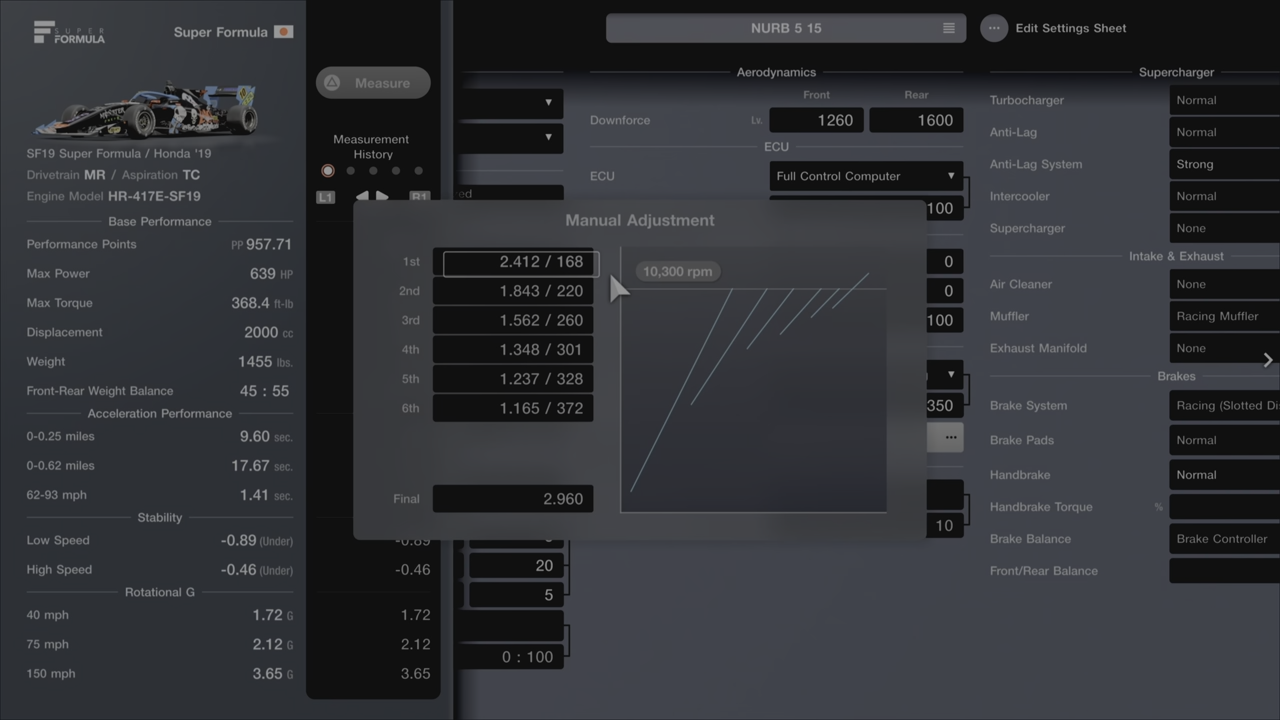 SUPER FORMULA
Super Formula
SF19 Super Formula / Honda '19
Drivetrain MR / Aspiration TC
Engine Model HR-417E-SF19
Base Performance
Performance Points PP 957.71
Max Power 639 HP
Max Torque 368.4 ft-lb
Displacement 2000 cc
Weight 1455 lbs.
Front-Rear Weight Balance 45 : 55
Acceleration Performance
0-0.25 miles 9.60 sec.
0-0.62 miles 17.67 sec.
62-93 mph 1.41 sec.
Stability
Low Speed -0.89 (Under)
High Speed -0.46 (Under)
Rotational G
40 mph 1.72 G
75 mph 2.12 G
150 mph 3.65 G
Measure
Measurement
History
L1 R1
-0.89
-0.46
1.72
2.12
3.65
NURB 5 15
Edit Settings Sheet
Manual Adjustment
1st 2.412 / 168
2nd 1.843 / 220
3rd 1.562 / 260
4th 1.348 / 301
5th 1.237 / 328
6th 1.165 / 372
Final 2.960
10,300 rpm
20
5
0 : 100
Aerodynamics
Front Rear
Downforce Lv. 1260 1600
ECU
ECU Full Control Computer
100
0
0
100
350
10
Supercharger
Turbocharger Normal
Anti-Lag Normal
Anti-Lag System Strong
Intercooler Normal
Supercharger None
Intake & Exhaust
Air Cleaner None
Muffler Racing Muffler
Exhaust Manifold None
Brakes
Brake System Racing (Slotted Di
Brake Pads Normal
Handbrake Normal
Handbrake Torque %
Brake Balance Brake Controller
Front/Rear Balance